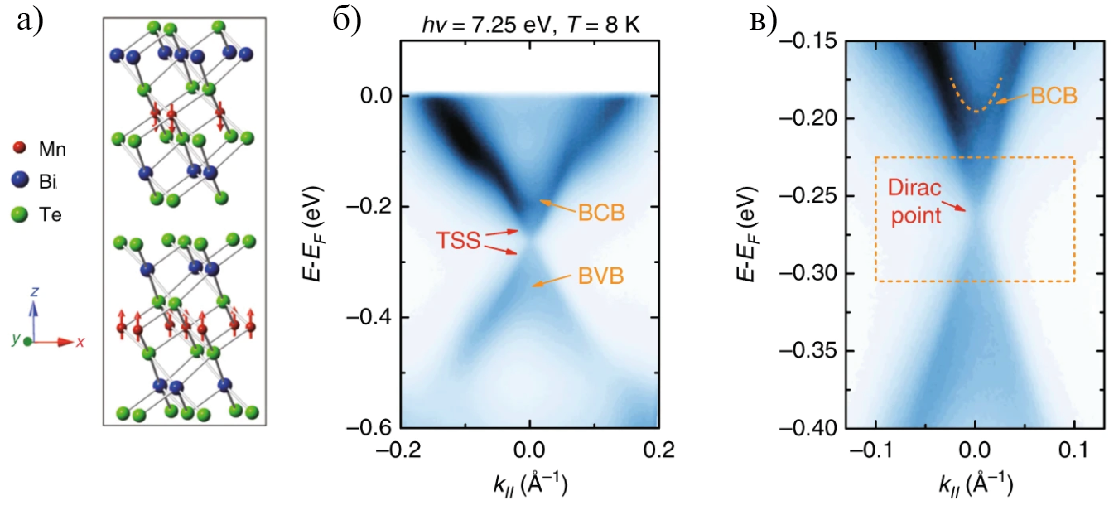 а)
Mn
Bi
Te
z
y
x
б)
hν = 7.25 eV, T = 8 K
0.0
−0.2
−0.4
−0.6
E-E_F (eV)
−0.2
0.0
0.2
k_II (Å⁻¹)
BCB
TSS
BVB
в)
−0.15
−0.20
−0.25
−0.30
−0.35
−0.40
E-E_F (eV)
−0.1
0.0
0.1
k_II (Å⁻¹)
BCB
Dirac
point